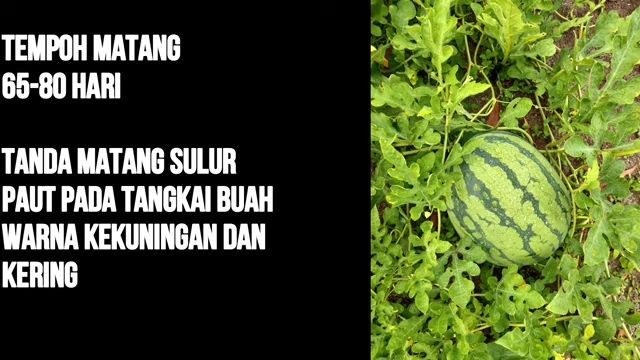 TEMPOH MATANG
65-80 HARI
TANDA MATANG SULUR
PAUT PADA TANGKAI BUAH
WARNA KEKUNINGAN DAN
KERING